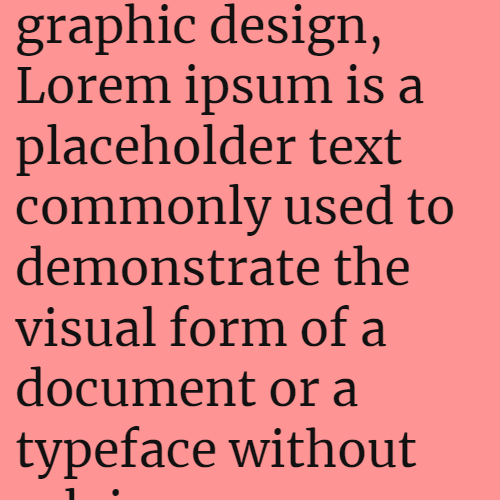 graphic design,
Lorem ipsum is a
placeholder text
commonly used to
demonstrate the
visual form of a
document or a
typeface without